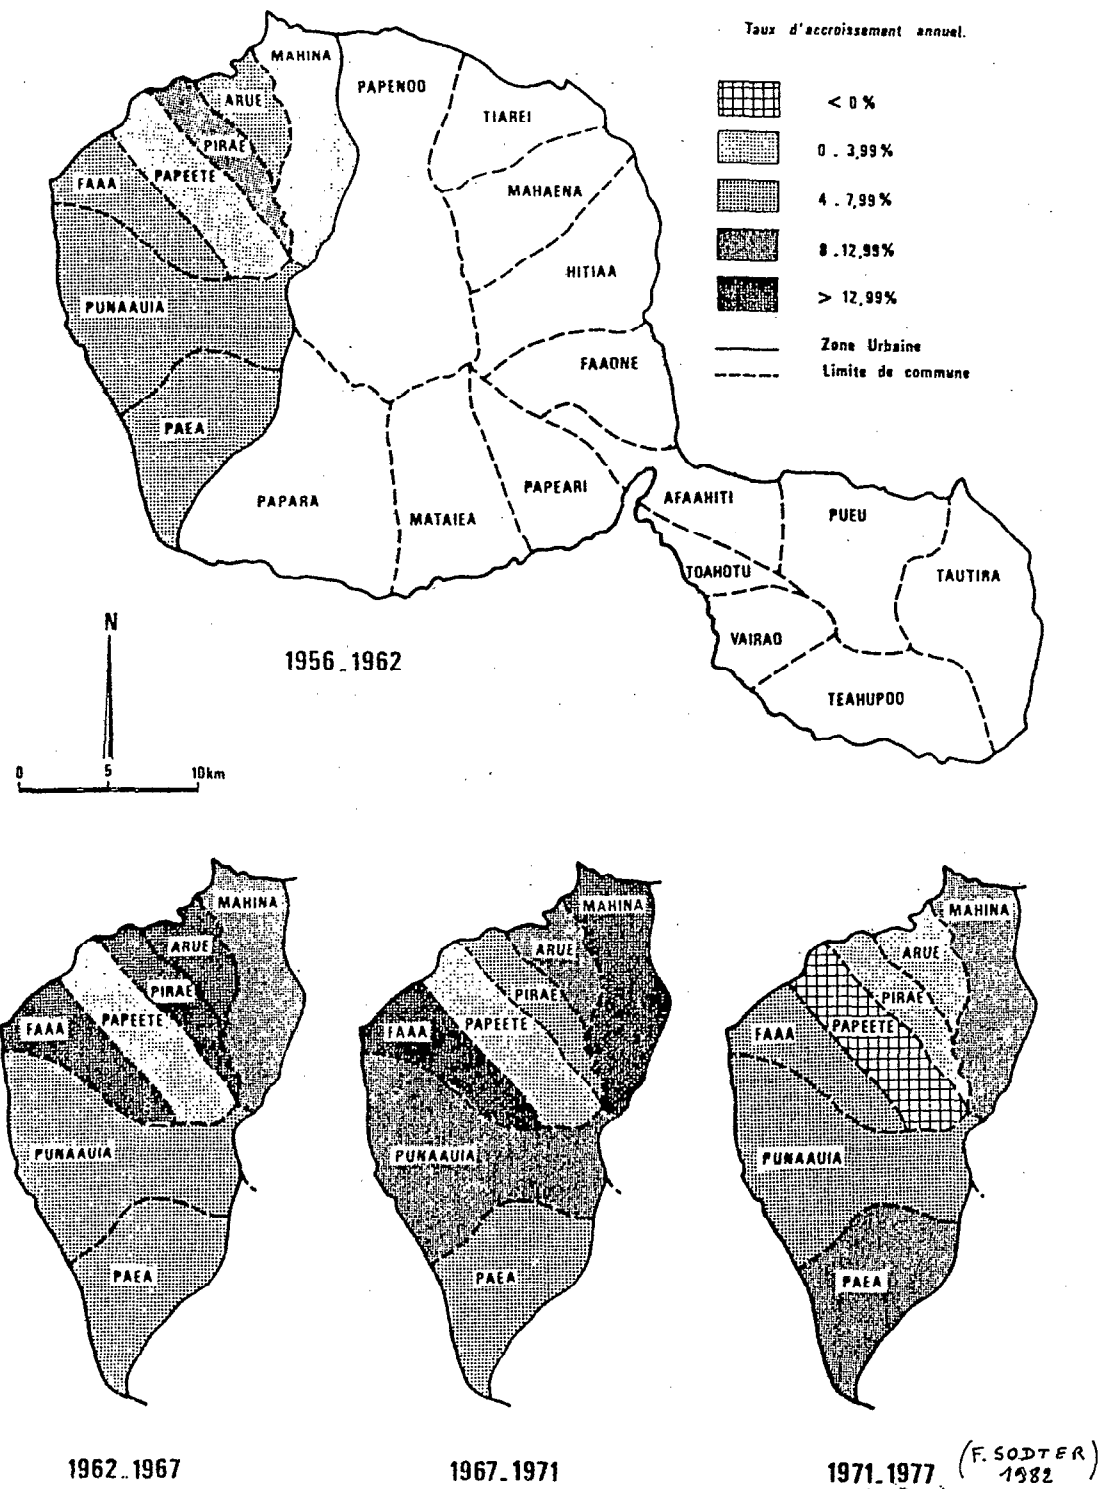 Taux d'accroissement annuel.
< 0 %
0 . 3,99%
4 . 7,99%
8 . 12,99%
> 12,99%
Zone Urbaine
Limite de commune
MAHINA
PAPENOO
ARUE
TIAREI
PIRAE
FAAA
PAPEETE
MAHAENA
HITIAA
PUNAAUIA
FAAONE
PAEA
PAPARA
MATAIEA
PAPEARI
AFAAHITI
PUEU
TOAHOTU
TAUTIRA
VAIRAO
TEAHUPOO
N
1956_1962
0 5 10km
MAHINA
ARUE
PIRAE
PAPEETE
FAAA
PUNAAUIA
PAEA
1962_1967
MAHINA
ARUE
PIRAE
PAPEETE
FAAA
PUNAAUIA
PAEA
1967_1971
MAHINA
ARUE
PIRAE
PAPEETE
FAAA
PUNAAUIA
PAEA
1971_1977
(F. SODTER)
1982